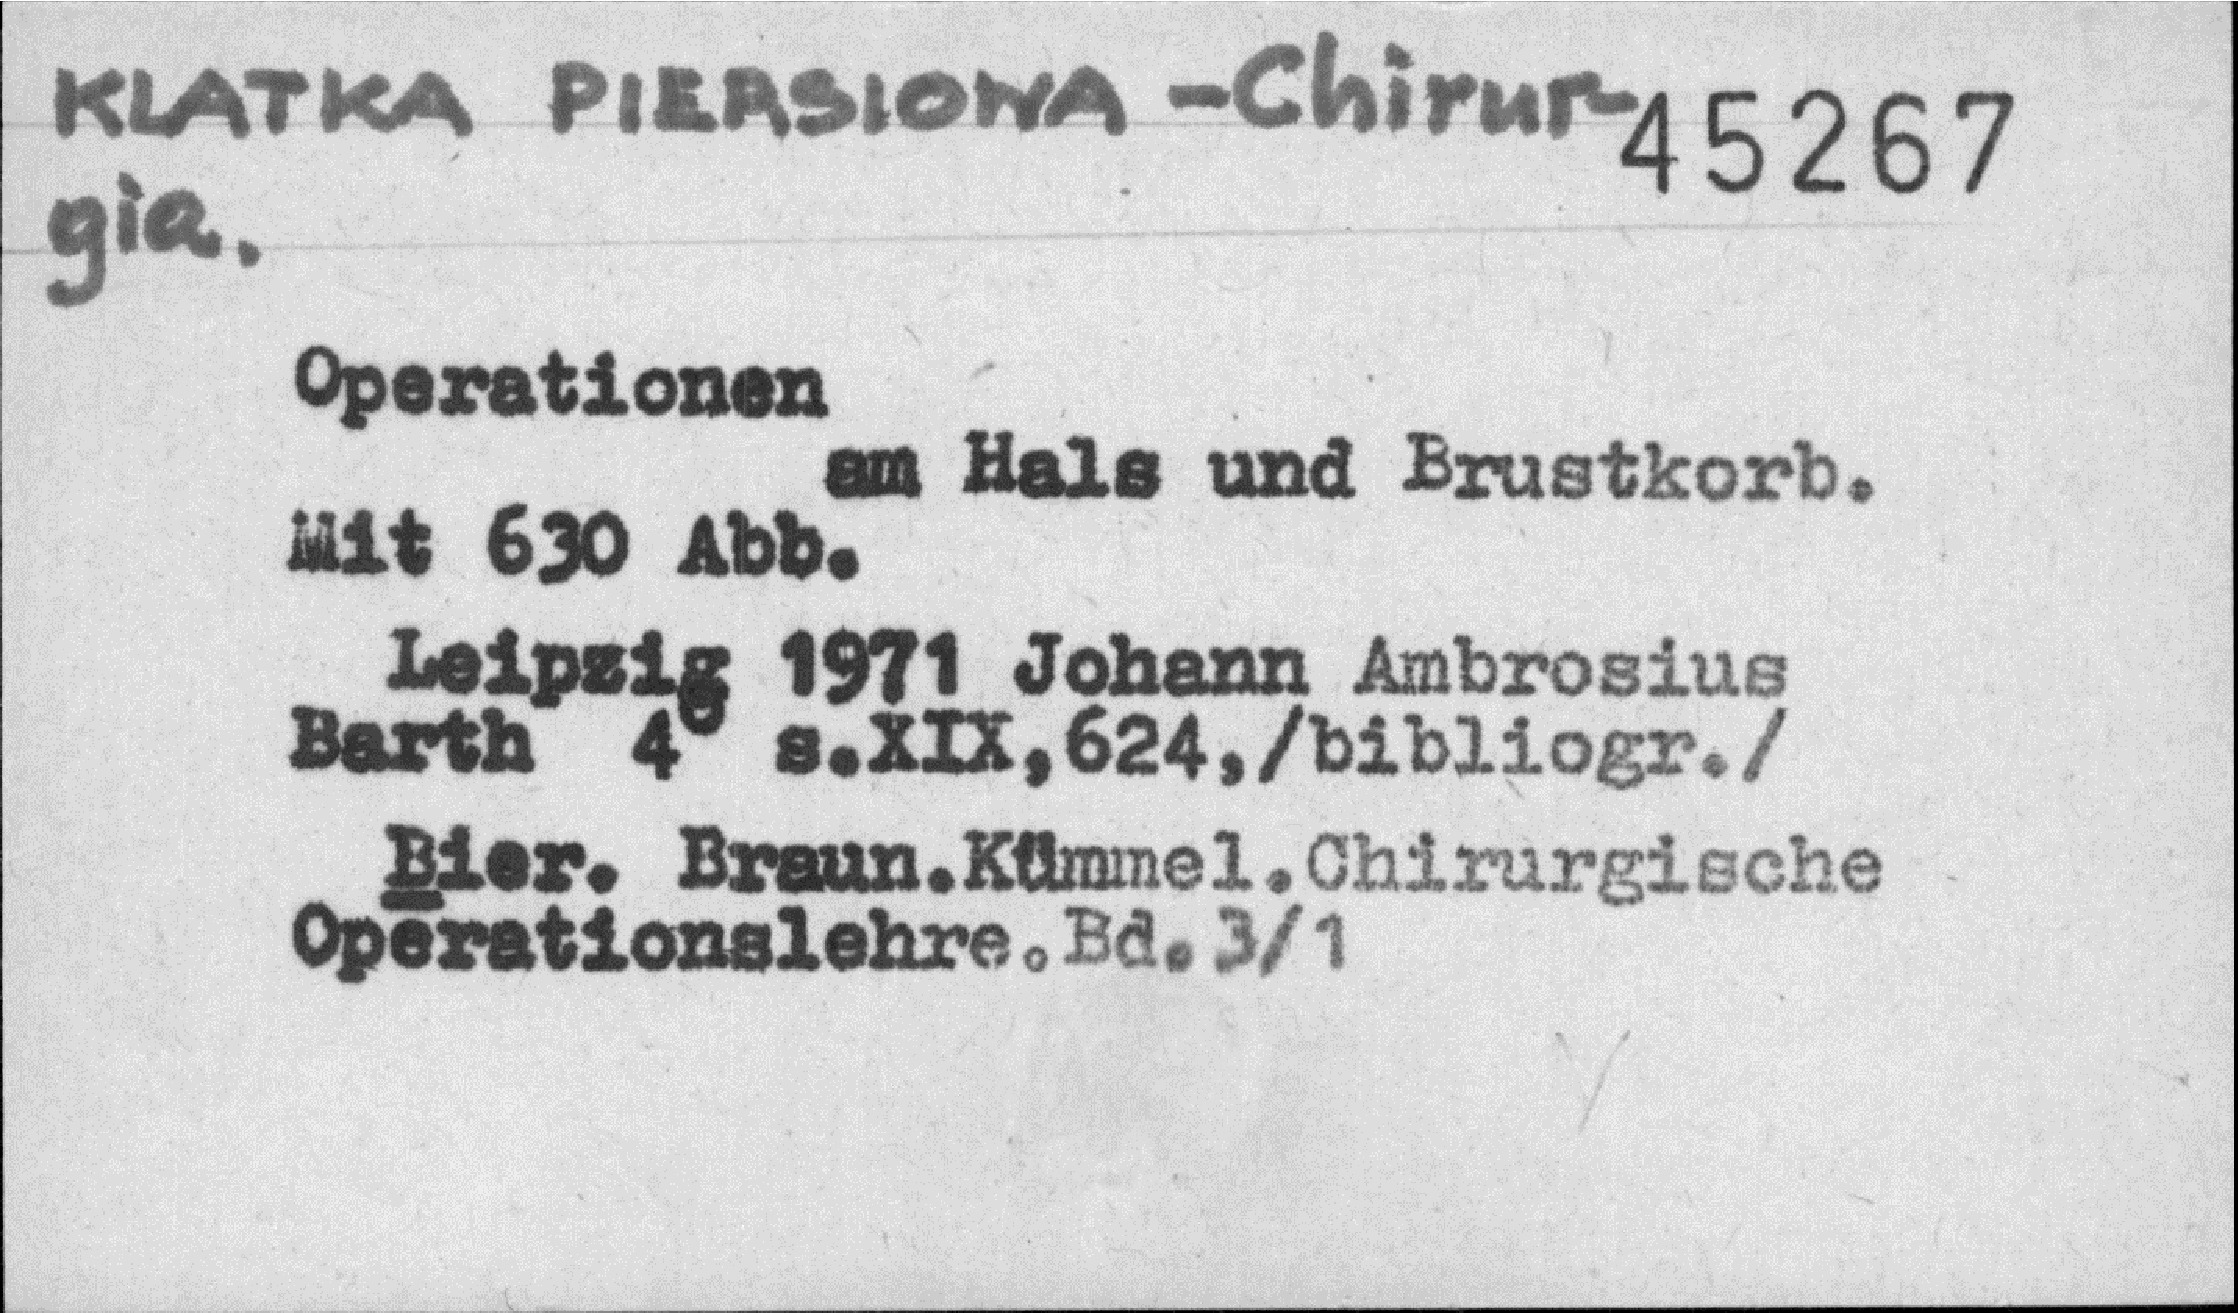 KLATKA PIERSIOWA - Chirur- 45267
gia.
Operationen
am Hals und Brustkorb.
Mit 630 Abb.
Leipzig 1971 Johann Ambrosius
Barth 4° s.XIX,624,/bibliogr./
Bier. Braun.Kümmel.Chirurgische
Operationslehre.Bd.3/1